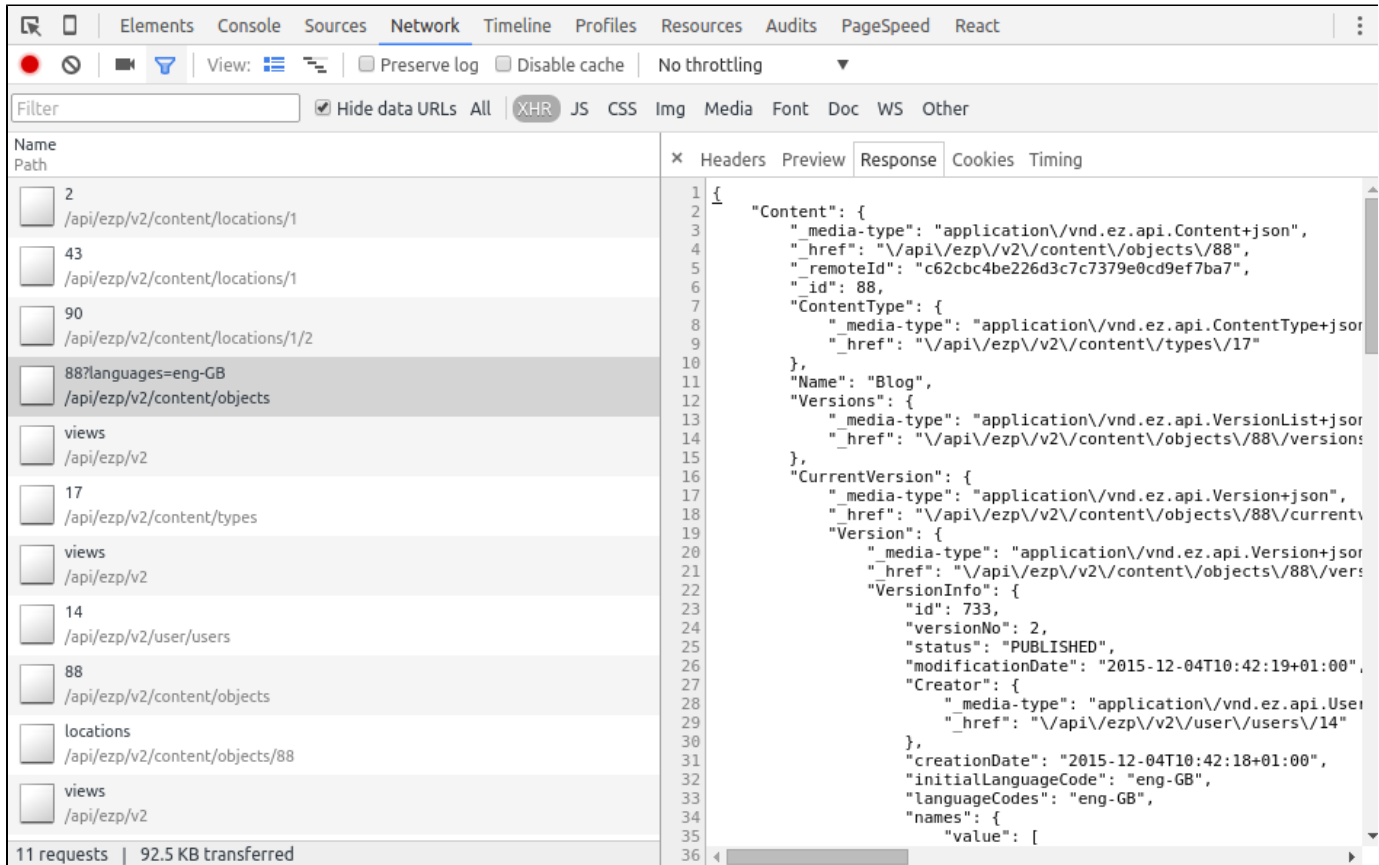 Elements Console Sources Network Timeline Profiles Resources Audits PageSpeed React
View: Preserve log Disable cache No throttling
Filter Hide data URLs All XHR JS CSS Img Media Font Doc WS Other
Name
Path
2
/api/ezp/v2/content/locations/1
43
/api/ezp/v2/content/locations/1
90
/api/ezp/v2/content/locations/1/2
88?languages=eng-GB
/api/ezp/v2/content/objects
views
/api/ezp/v2
17
/api/ezp/v2/content/types
views
/api/ezp/v2
14
/api/ezp/v2/user/users
88
/api/ezp/v2/content/objects
locations
/api/ezp/v2/content/objects/88
views
/api/ezp/v2
11 requests | 92.5 KB transferred
× Headers Preview Response Cookies Timing
1 {
2 "Content": {
3 "_media-type": "application\/vnd.ez.api.Content+json",
4 "_href": "\/api\/ezp\/v2\/content\/objects\/88",
5 "_remoteId": "c62cbc4be226d3c7c7379e0cd9ef7ba7",
6 "_id": 88,
7 "ContentType": {
8 "_media-type": "application\/vnd.ez.api.ContentType+json
9 "_href": "\/api\/ezp\/v2\/content\/types\/17"
10 },
11 "Name": "Blog",
12 "Versions": {
13 "_media-type": "application\/vnd.ez.api.VersionList+json
14 "_href": "\/api\/ezp\/v2\/content\/objects\/88\/versions
15 },
16 "CurrentVersion": {
17 "_media-type": "application\/vnd.ez.api.Version+json",
18 "_href": "\/api\/ezp\/v2\/content\/objects\/88\/currentv
19 "Version": {
20 "_media-type": "application\/vnd.ez.api.Version+json
21 "_href": "\/api\/ezp\/v2\/content\/objects\/88\/vers
22 "VersionInfo": {
23 "id": 733,
24 "versionNo": 2,
25 "status": "PUBLISHED",
26 "modificationDate": "2015-12-04T10:42:19+01:00",
27 "Creator": {
28 "_media-type": "application\/vnd.ez.api.User
29 "_href": "\/api\/ezp\/v2\/user\/users\/14"
30 },
31 "creationDate": "2015-12-04T10:42:18+01:00",
32 "initialLanguageCode": "eng-GB",
33 "languageCodes": "eng-GB",
34 "names": {
35 "value": [
36